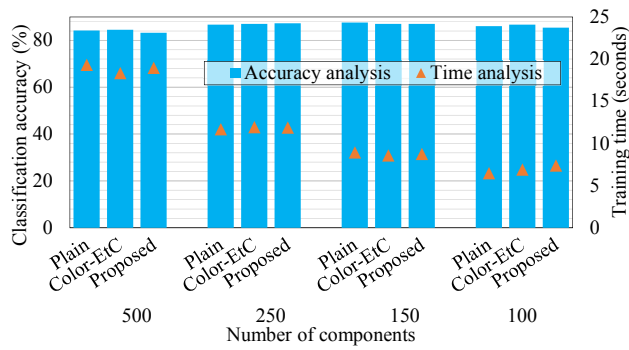 Classification accuracy (%)
80
60
40
20
0
Accuracy analysis
Time analysis
25
20
15
10
5
0
Training time (seconds)
Plain
Color-EtC
Proposed
Plain
Color-EtC
Proposed
Plain
Color-EtC
Proposed
Plain
Color-EtC
Proposed
500
250
150
100
Number of components